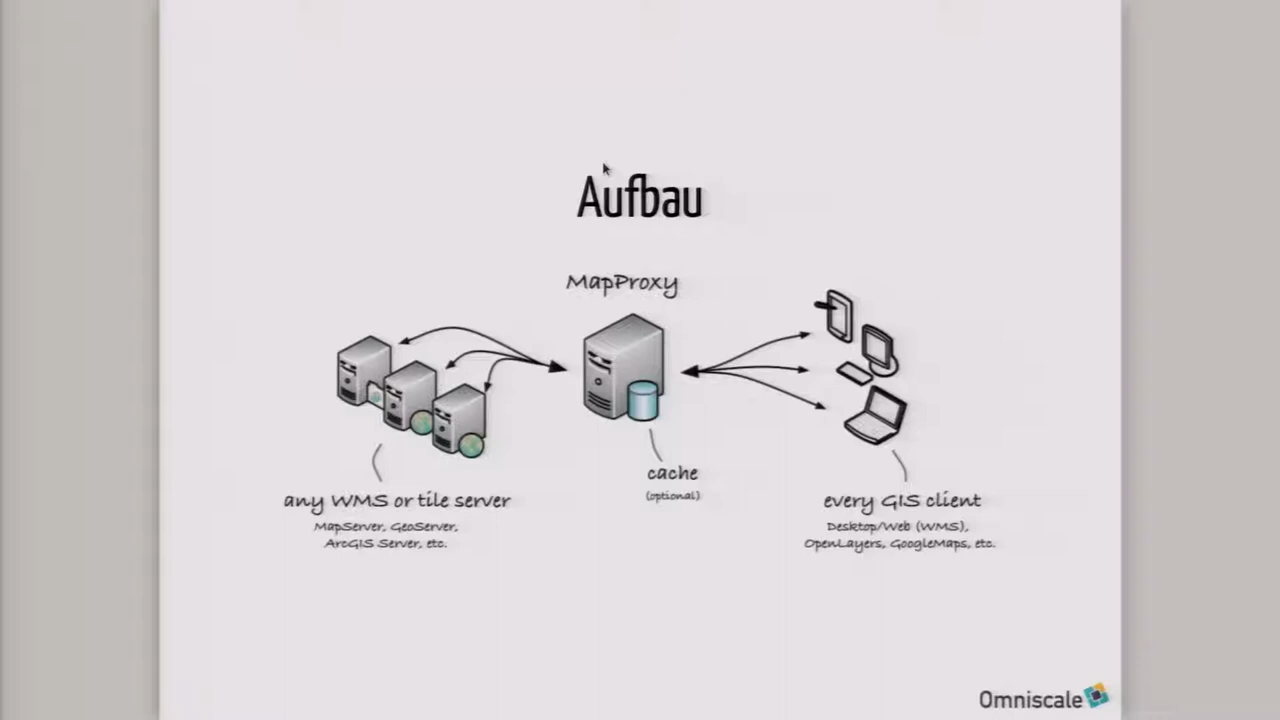 Aufbau
MapProxy
cache
(optional)
any WMS or tile server
MapServer, GeoServer,
ArcGIS Server, etc.
every GIS client
Desktop/Web (WMS),
OpenLayers, GoogleMaps, etc.
Omniscale